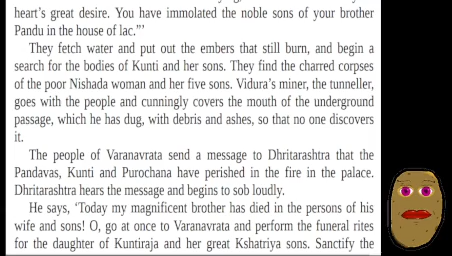 heart's great desire. You have immolated the noble sons of your brother
Pandu in the house of lac."'
They fetch water and put out the embers that still burn, and begin a
search for the bodies of Kunti and her sons. They find the charred corpses
of the poor Nishada woman and her five sons. Vidura's miner, the tunneller,
goes with the people and cunningly covers the mouth of the underground
passage, which he has dug, with debris and ashes, so that no one discovers
it.
The people of Varanavrata send a message to Dhritarashtra that the
Pandavas, Kunti and Purochana have perished in the fire in the palace.
Dhritarashtra hears the message and begins to sob loudly.
He says, 'Today my magnificent brother has died in the persons of his
wife and sons! O, go at once to Varanavrata and perform the funeral rites
for the daughter of Kuntiraja and her great Kshatriya sons. Sanctify the